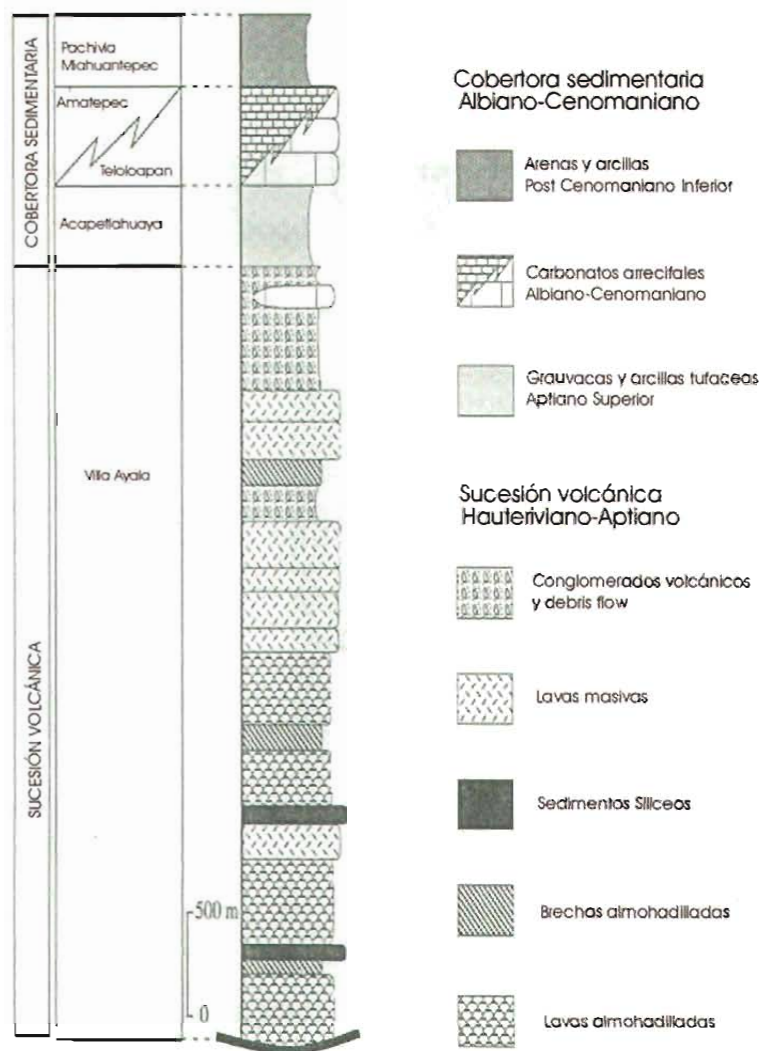 COBERTORA SEDIMENTARIA
Pachivia
Miahuantepec
Amatepec
Teloloapan
Acapetlahuaya
SUCESIÓN VOLCÁNICA
Villa Ayala
500 m
0
Cobertora sedimentaria
Albiano-Cenomaniano
Arenas y arcillas
Post Cenomaniano Inferior
Carbonatos arrecifales
Albiano-Cenomaniano
Grauvacas y arcillas tufaceas
Aptiano Superior
Sucesión volcánica
Hauteriviano-Aptiano
Conglomerados volcánicos
y debris flow
Lavas masivas
Sedimentos Siliceos
Brechas almohadilladas
Lavas almohadilladas